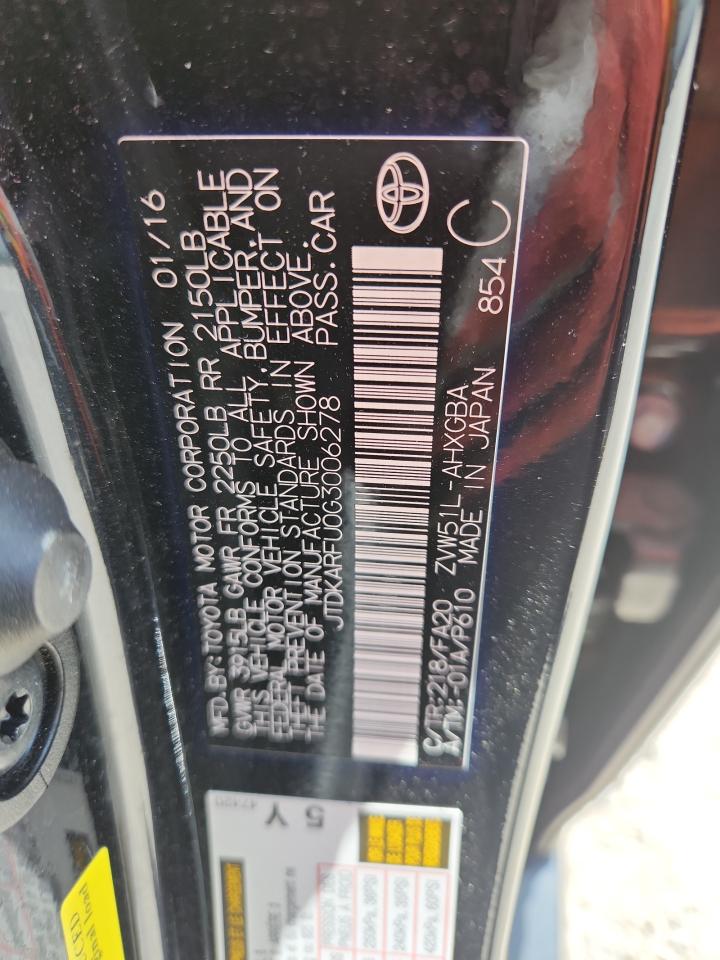 MFD.BY:TOYOTA MOTOR CORPORATION 01/16
GVWR 3915LB GAWR FR 2250LB RR 2150LB
THIS VEHICLE CONFORMS TO ALL APPLICABLE
FEDERAL MOTOR VEHICLE SAFETY,BUMPER,AND
THEFT PREVENTION STANDARDS IN EFFECT ON
THE DATE OF MANUFACTURE SHOWN ABOVE.
JTDKARFU0G3006278 PASS.CAR
C/TR:218/FA20 ZVW51L-AHXGBA 854 C
A/TM:-01A/P610 MADE IN JAPAN
5 Y
42A20